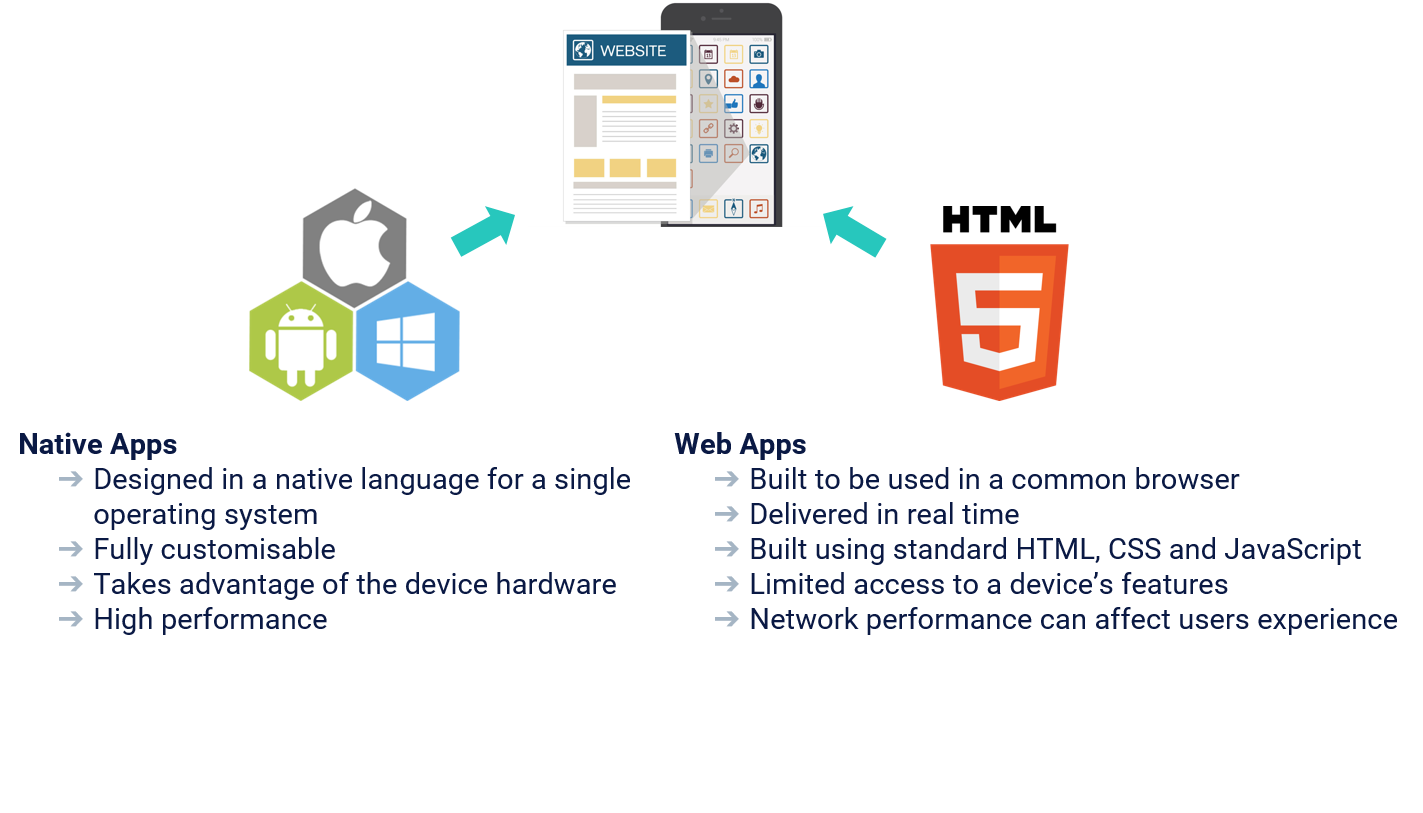 WEBSITE
HTML
5
Native Apps
➔ Designed in a native language for a single
operating system
➔ Fully customisable
➔ Takes advantage of the device hardware
➔ High performance
Web Apps
➔ Built to be used in a common browser
➔ Delivered in real time
➔ Built using standard HTML, CSS and JavaScript
➔ Limited access to a device’s features
➔ Network performance can affect users experience